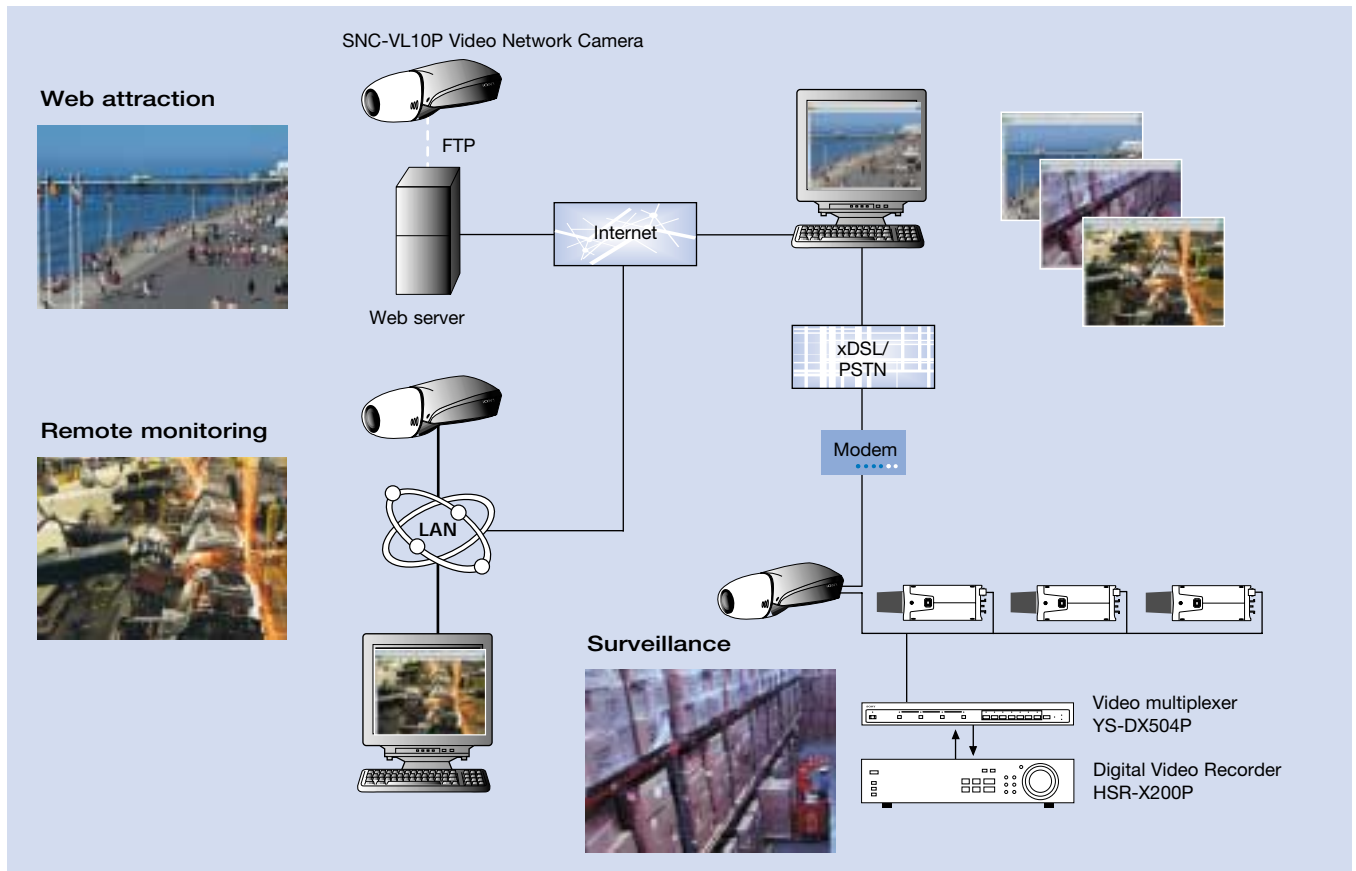 SNC-VL10P Video Network Camera
Web attraction
FTP
Internet
Web server
xDSL/
PSTN
Remote monitoring
Modem
LAN
Surveillance
Video multiplexer
YS-DX504P
Digital Video Recorder
HSR-X200P